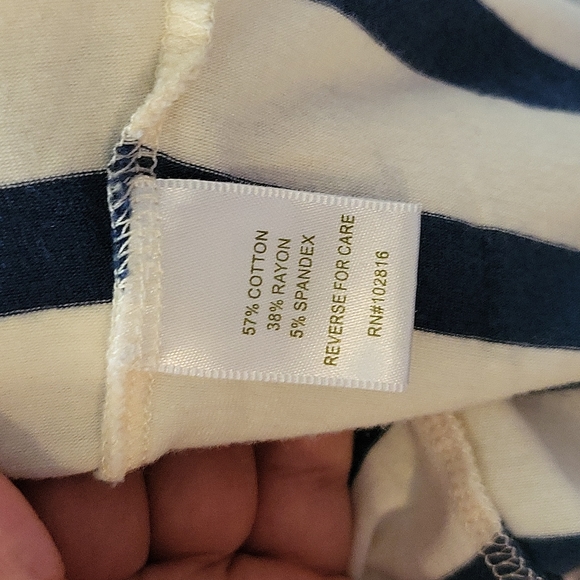 57% COTTON
38% RAYON
5% SPANDEX
REVERSE FOR CARE
RN#102816